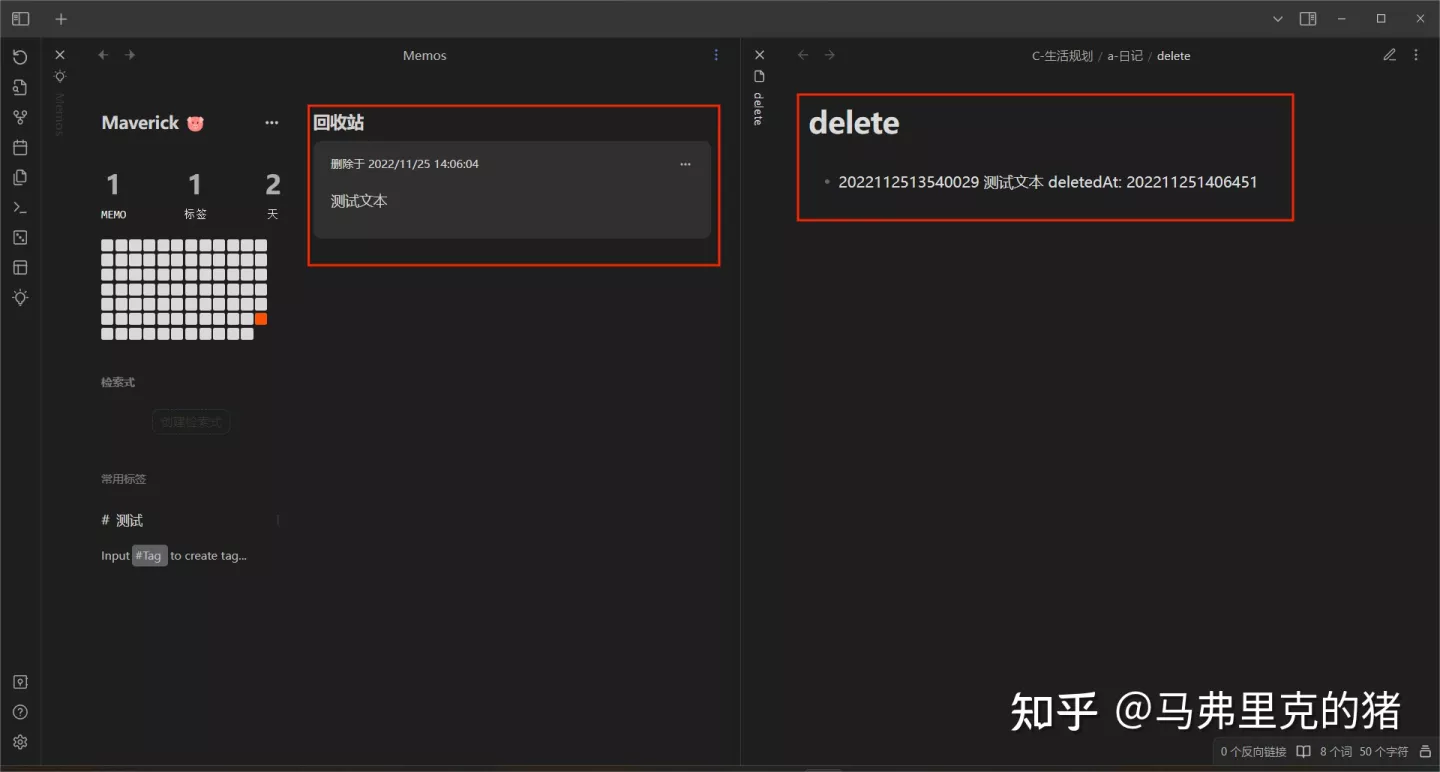 Memos
C-生活规划 / a-日记 / delete
Memos
delete
Maverick
1
1
2
MEMO
标签
天
检索式
创建检索式
常用标签
# 测试
Input #Tag to create tag...
回收站
删除于 2022/11/25 14:06:04
测试文本
delete
2022112513540029 测试文本 deletedAt: 202211251406451
知乎 @马弗里克的猪
0 个反向链接 8 个词 50 个字符